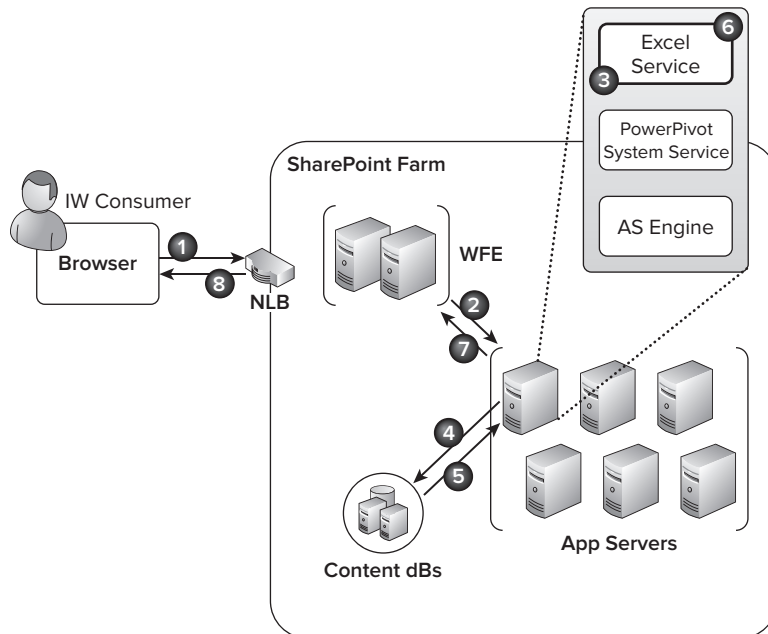 6
Excel
Service
3
PowerPivot
System Service
SharePoint Farm
IW Consumer
AS Engine
1
WFE
Browser
8
NLB
2
7
4
5
App Servers
Content dBs